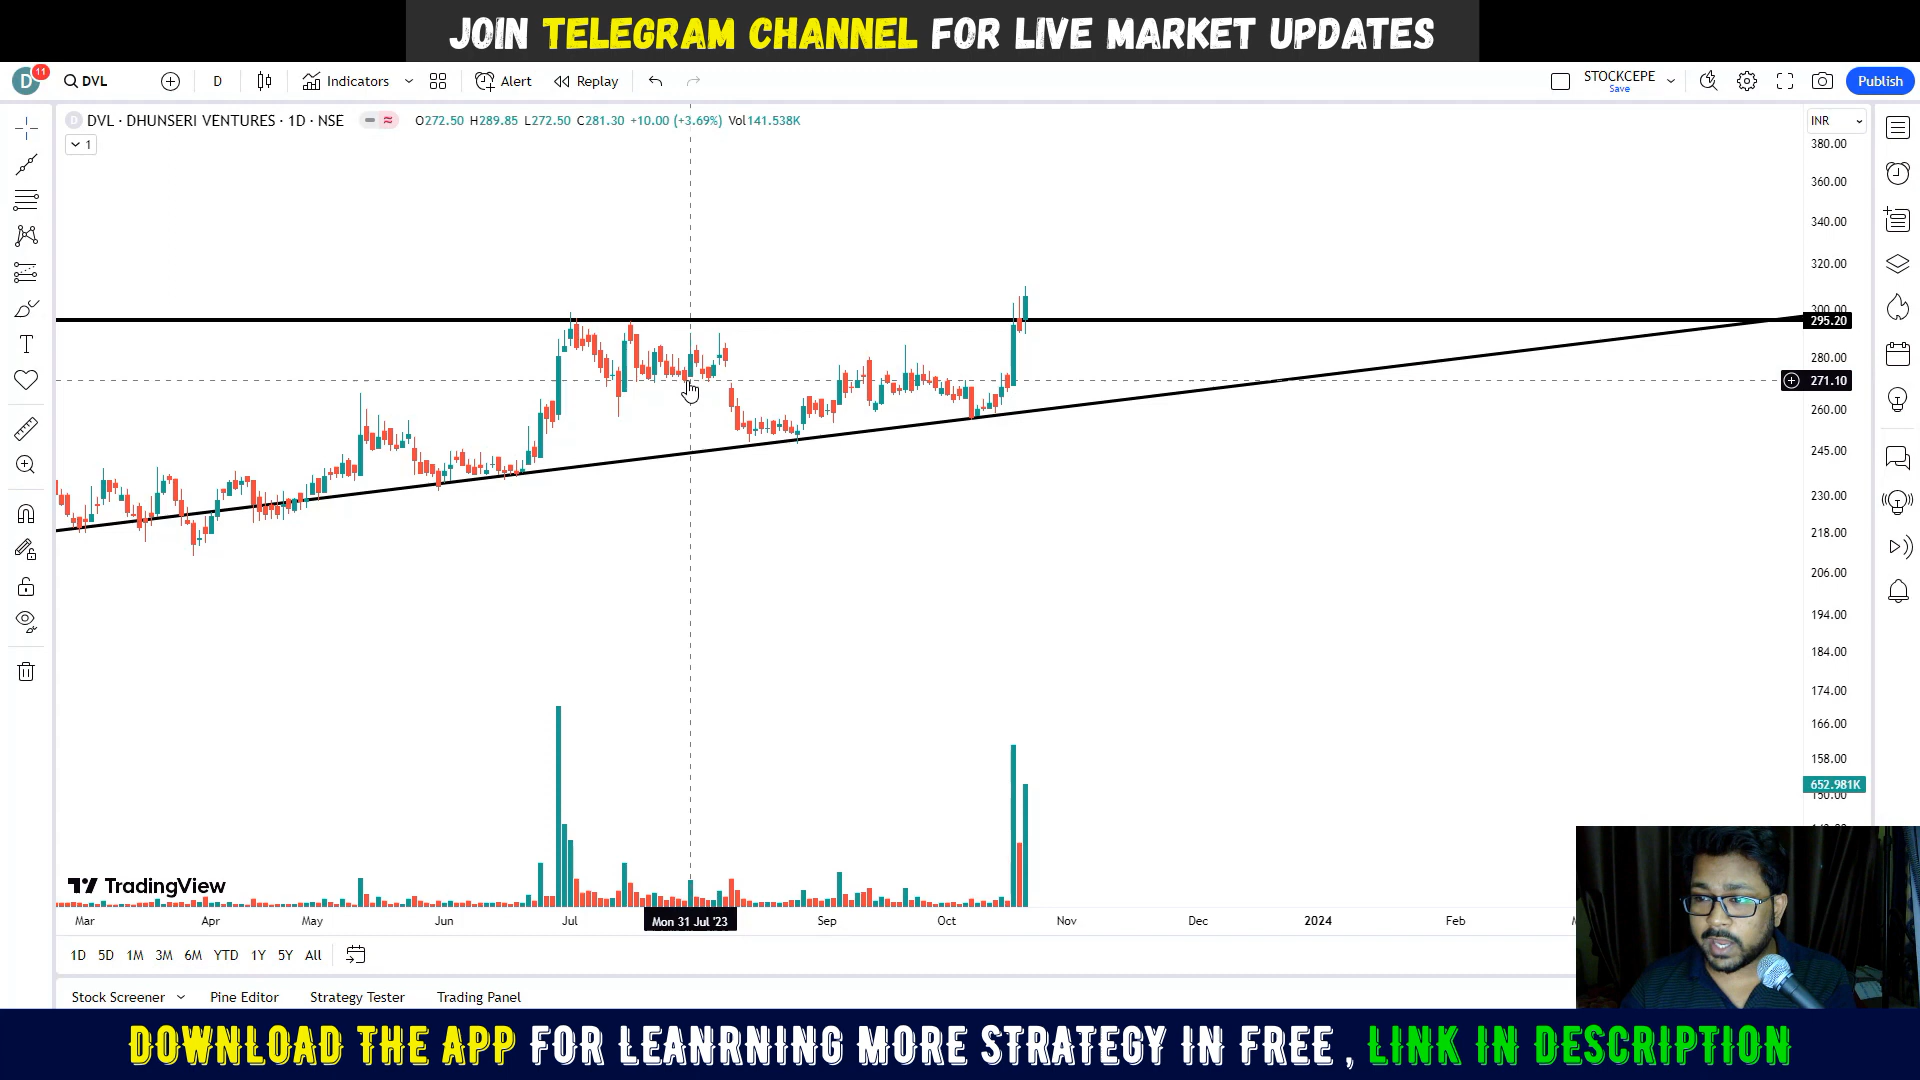 JOIN TELEGRAM CHANNEL FOR LIVE MARKET UPDATES
D 11 DVL D Indicators Alert Replay STOCKCEPE Save Publish
DVL · DHUNSERI VENTURES · 1D · NSE O272.50 H289.85 L272.50 C281.30 +10.00 (+3.69%) Vol141.538K INR
1
380.00
360.00
340.00
320.00
300.00
295.20
280.00
271.10
260.00
245.00
230.00
218.00
206.00
194.00
184.00
174.00
166.00
158.00
652.981K
150.00
TradingView
Mar Apr May Jun Jul Mon 31 Jul '23 Sep Oct Nov Dec 2024 Feb
1D 5D 1M 3M 6M YTD 1Y 5Y All
Stock Screener Pine Editor Strategy Tester Trading Panel
DOWNLOAD THE APP FOR LEANRNING MORE STRATEGY IN FREE , LINK IN DESCRIPTION